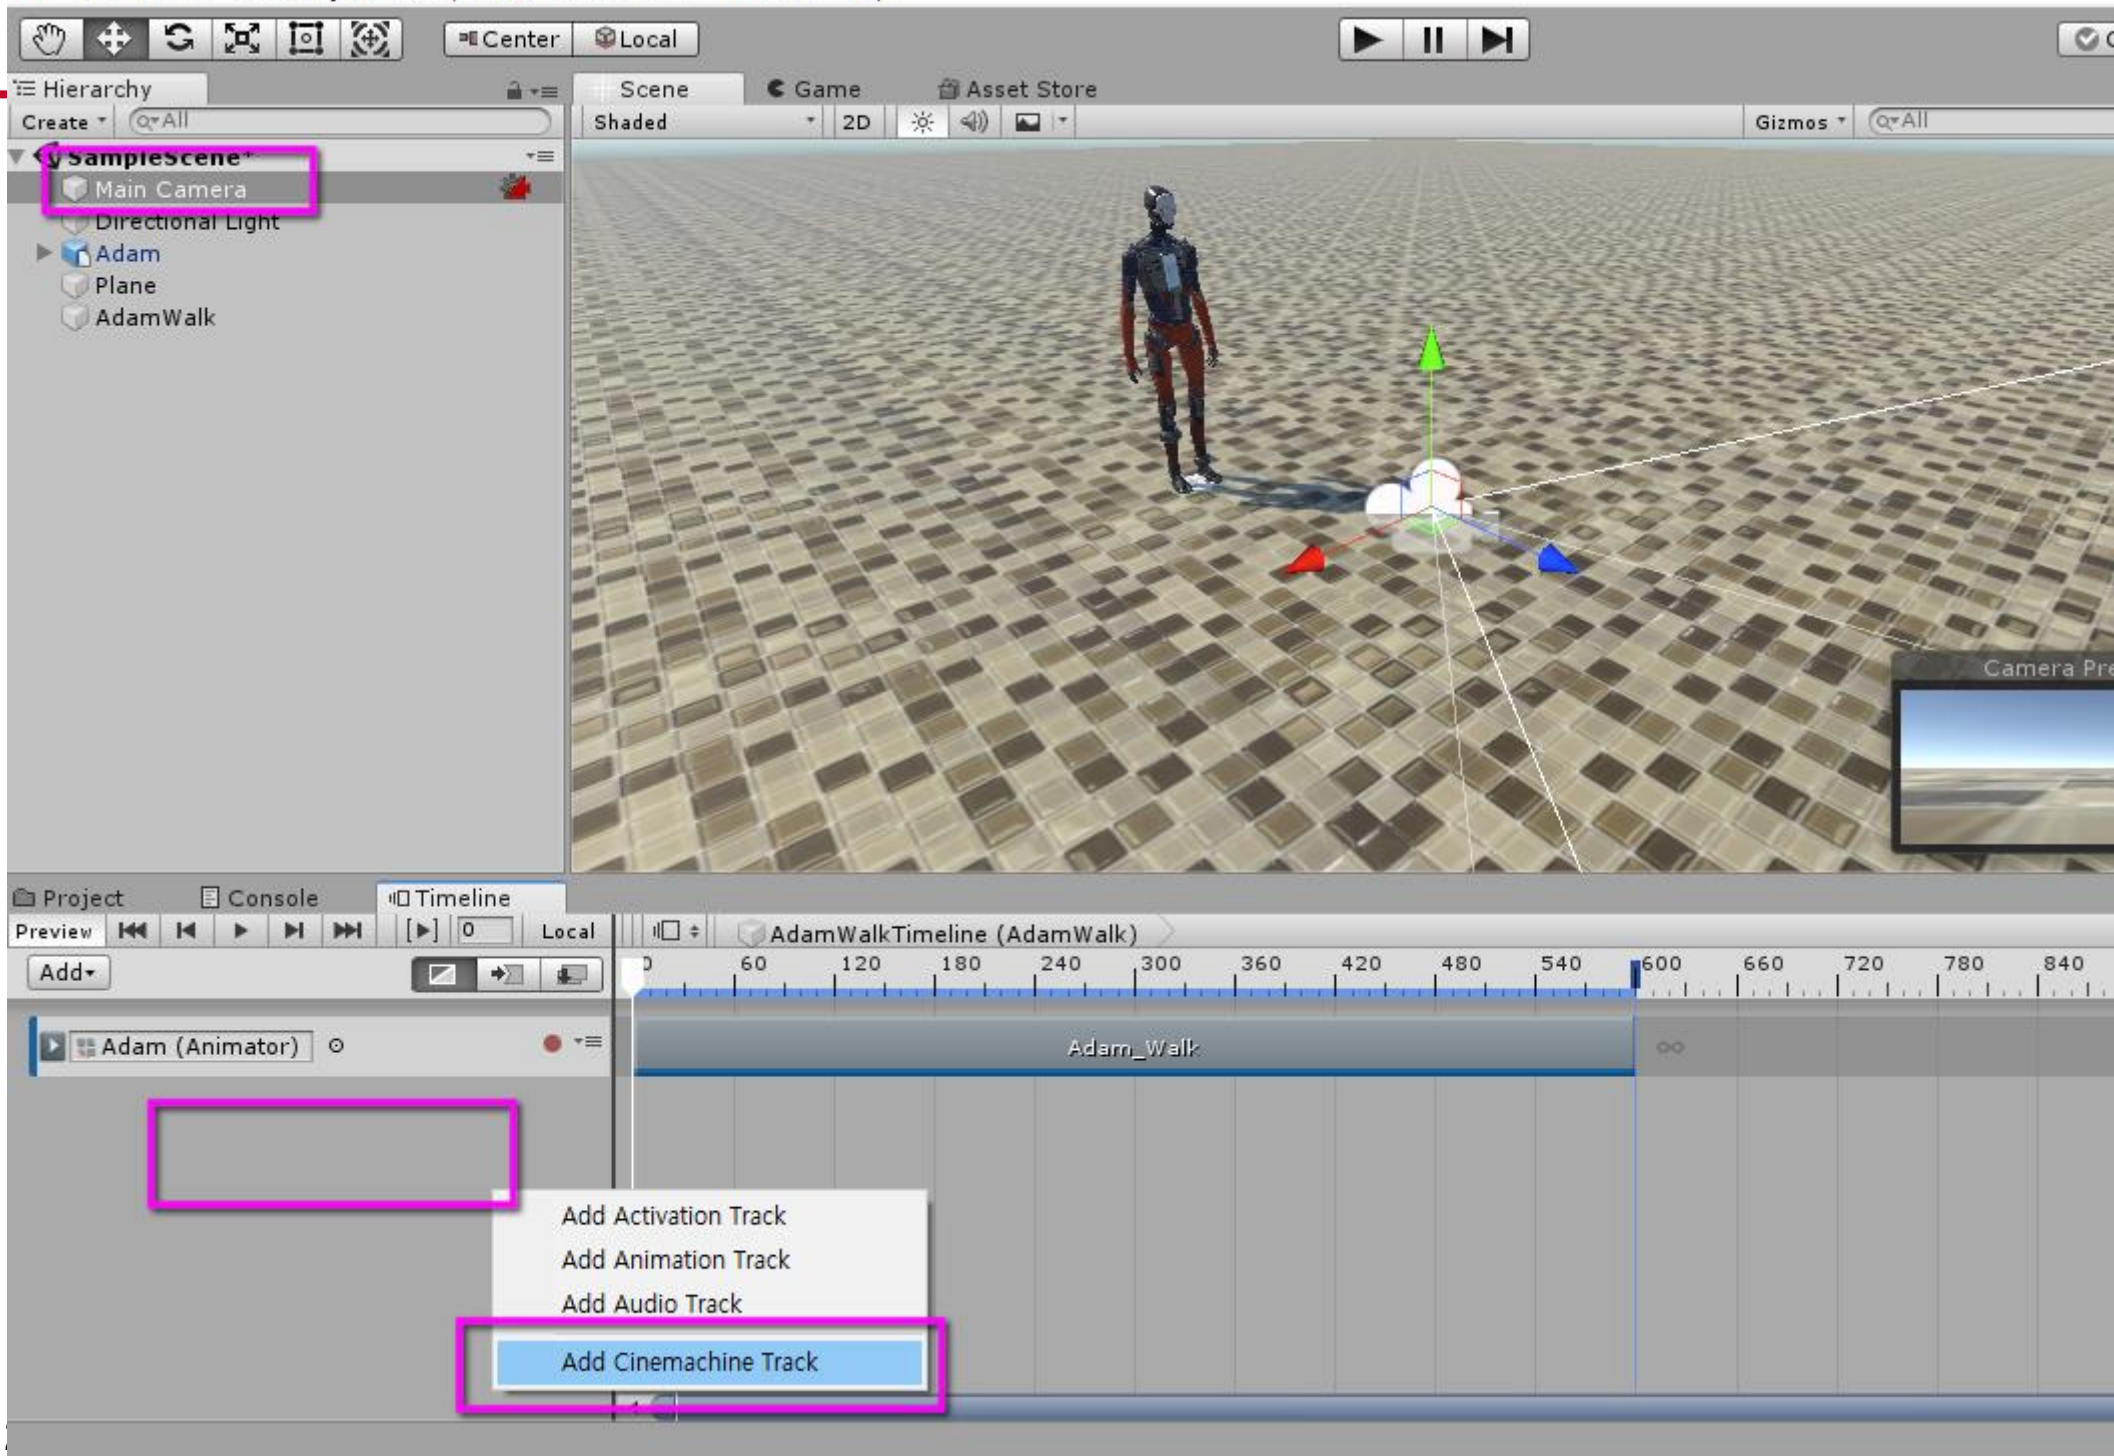 Center
Local
Hierarchy
Scene
Game
Asset Store
Create
All
Shaded
2D
Gizmos
All
SampleScene*
Main Camera
Directional Light
Adam
Plane
AdamWalk
Camera Pre
Project
Console
Timeline
Preview
0
Local
AdamWalkTimeline (AdamWalk)
Add
0 60 120 180 240 300 360 420 480 540 600 660 720 780 840
Adam (Animator)
Adam_Walk
Add Activation Track
Add Animation Track
Add Audio Track
Add Cinemachine Track